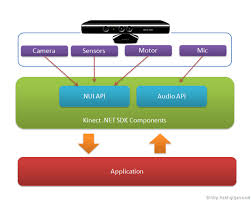 Camera
Sensors
Motor
Mic
NUI API
Audio API
Kinect .NET SDK Components
Application